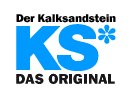 Der Kalksandstein
KS*
DAS ORIGINAL